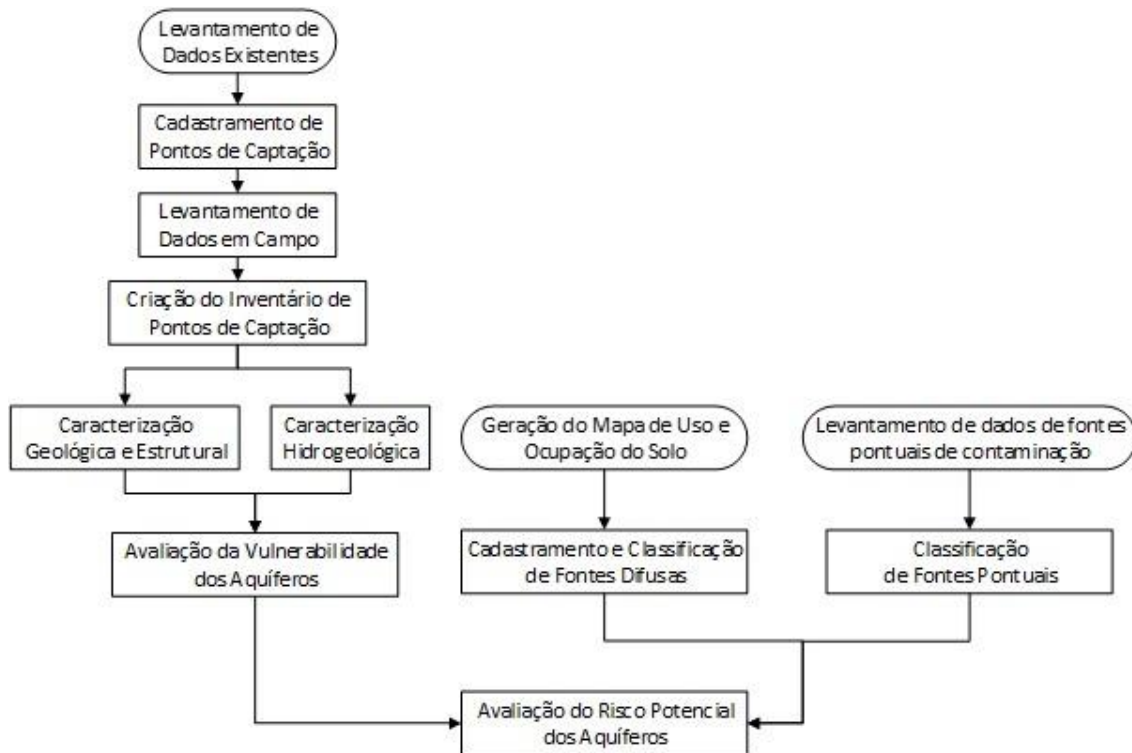 Levantamento de
Dados Existentes
Cadastramento de
Pontos de Captação
Levantamento de
Dados em Campo
Criação do Inventário de
Pontos de Captação
Caracterização
Geológica e Estrutural
Caracterização
Hidrogeológica
Geração do Mapa de Uso e
Ocupação do Solo
Levantamento de dados de fontes
pontuais de contaminação
Avaliação da Vulnerabilidade
dos Aquíferos
Cadastramento e Classificação
de Fontes Difusas
Classificação
de Fontes Pontuais
Avaliação do Risco Potencial
dos Aquíferos